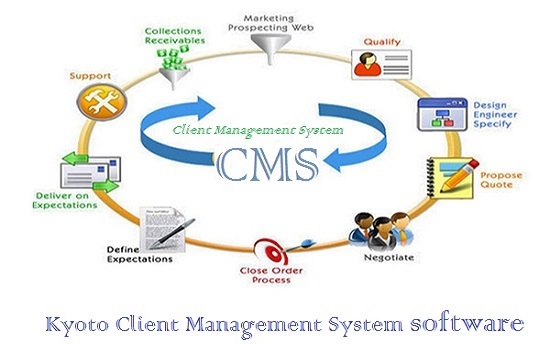 Marketing
Prospecting Web
Qualify
Design
Engineer
Specify
Propose
Quote
Negotiate
Close Order
Process
Define
Expectations
Deliver on
Expectations
Support
Collections
Receivables
Client Management System
CMS
Kyoto Client Management System software